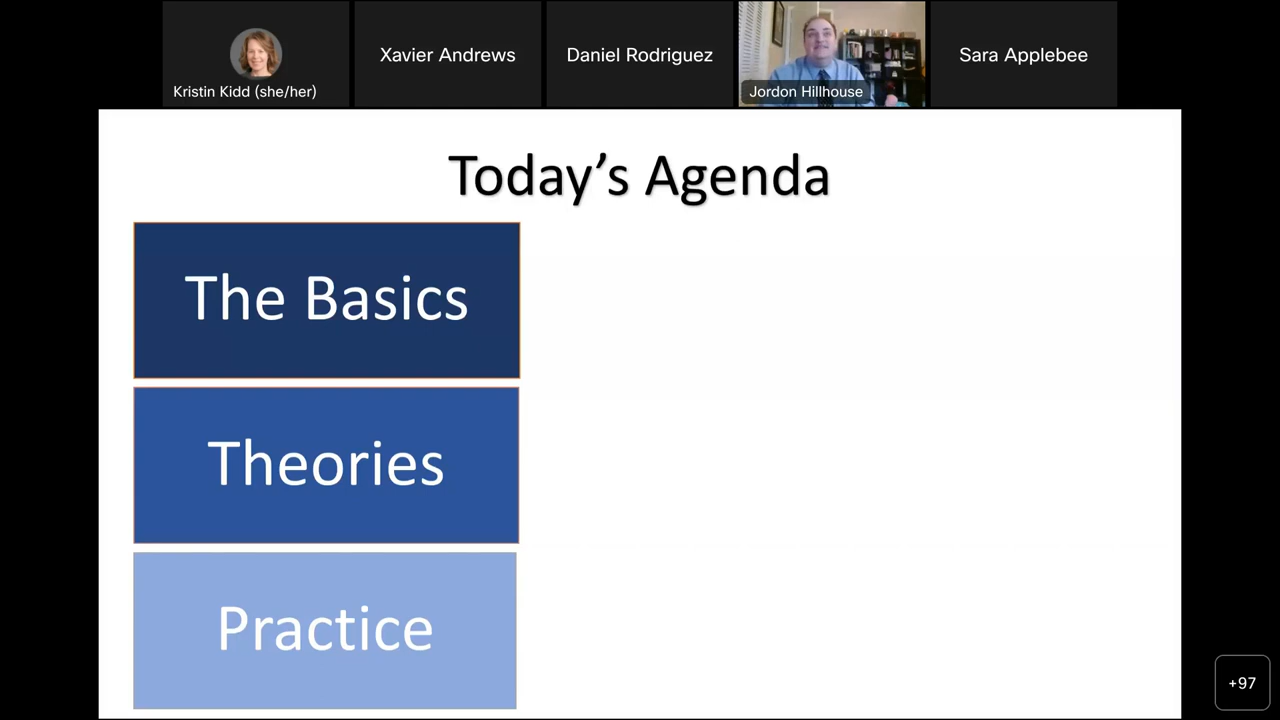 Kristin Kidd (she/her)
Xavier Andrews
Daniel Rodriguez
Jordon Hillhouse
Sara Applebee
Today’s Agenda
The Basics
Theories
Practice
+97